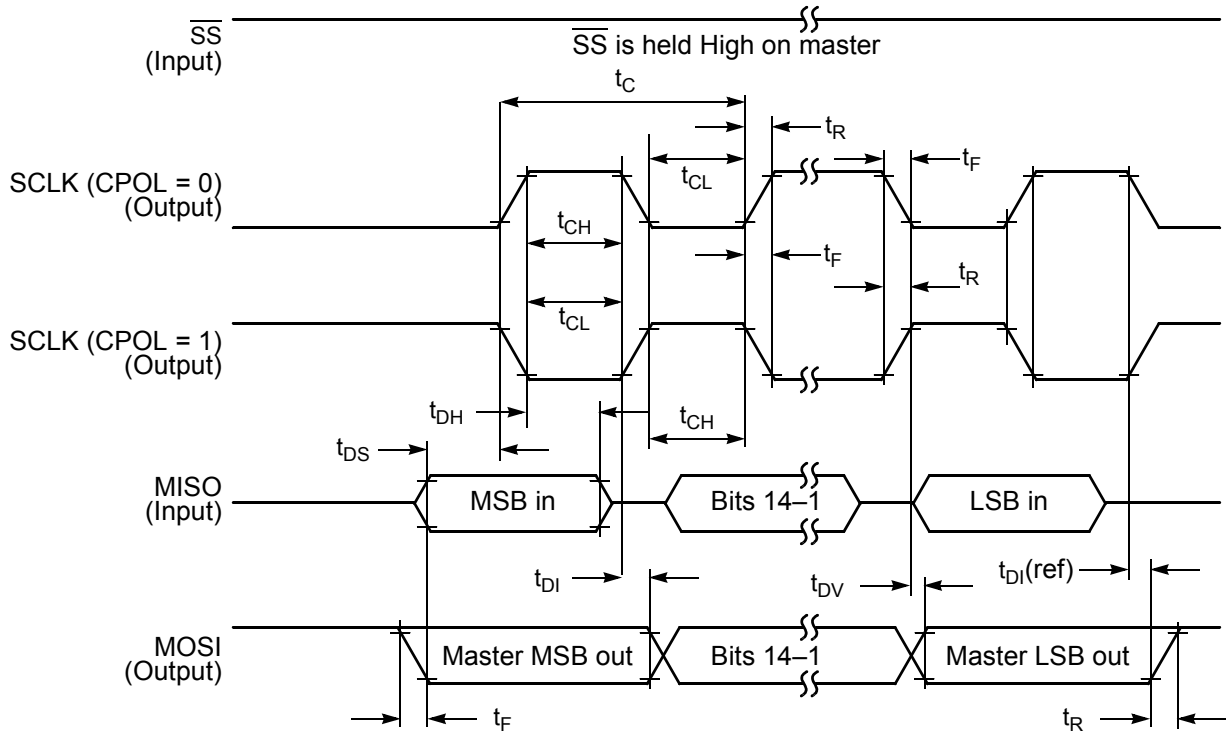 SS
(Input)
SS is held High on master
tC
tR
tCL
tF
SCLK (CPOL = 0)
(Output)
tCH
tF
tR
tCL
SCLK (CPOL = 1)
(Output)
tDH
tCH
tDS
MISO
(Input)
MSB in
Bits 14–1
LSB in
tDI
tDV
tDI(ref)
MOSI
(Output)
Master MSB out
Bits 14–1
Master LSB out
tF
tR